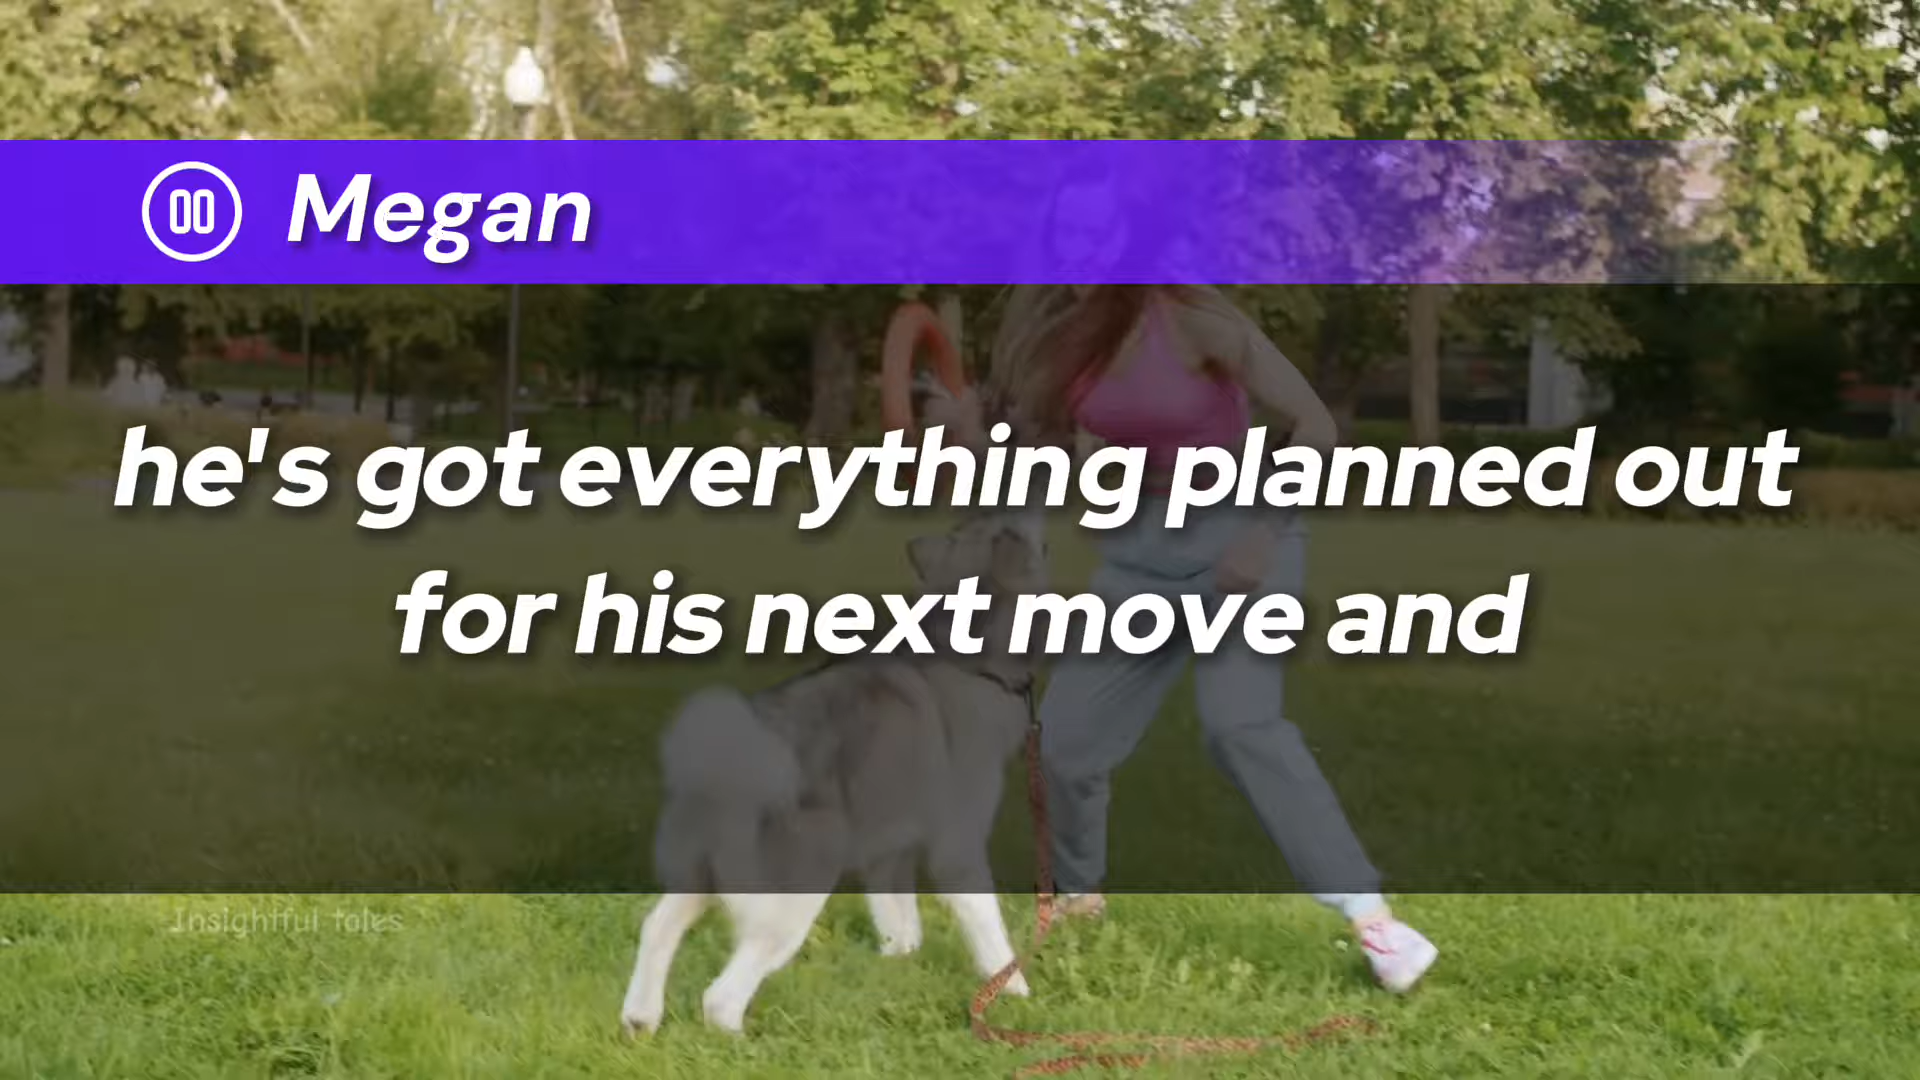 Megan
he's got everything planned out
for his next move and
Insightful tales